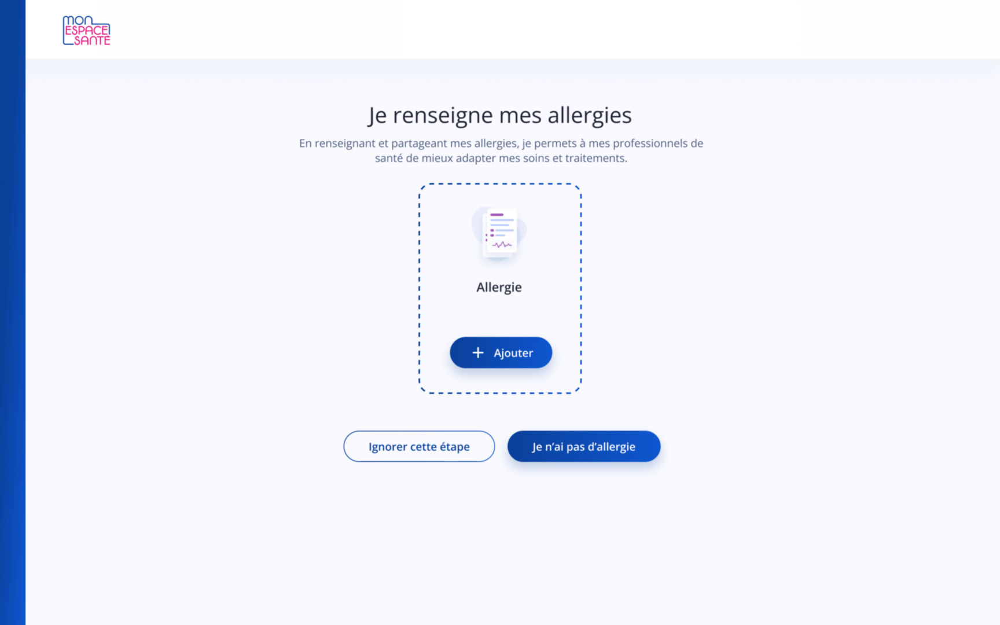 mon
ESPACE
SANTÉ
Je renseigne mes allergies
En renseignant et partageant mes allergies, je permets à mes professionnels de
santé de mieux adapter mes soins et traitements.
Allergie
Ajouter
Ignorer cette étape
Je n’ai pas d’allergie